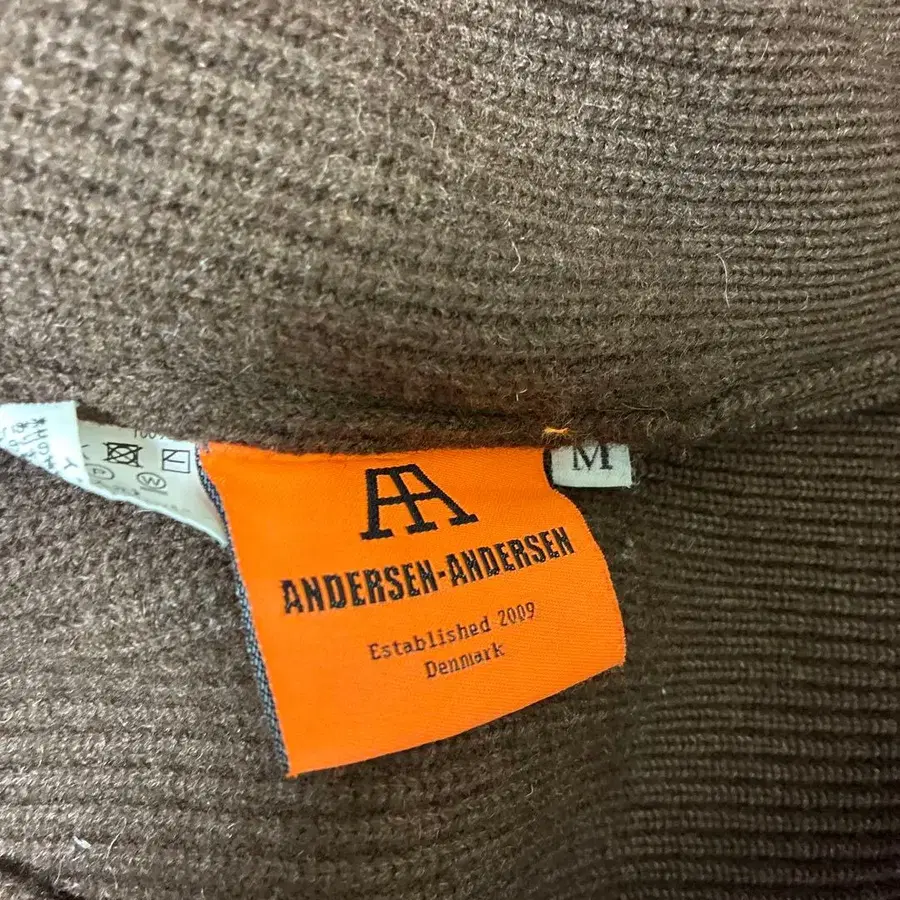 AA
M
ANDERSEN-ANDERSEN
Established 2009
Denmark